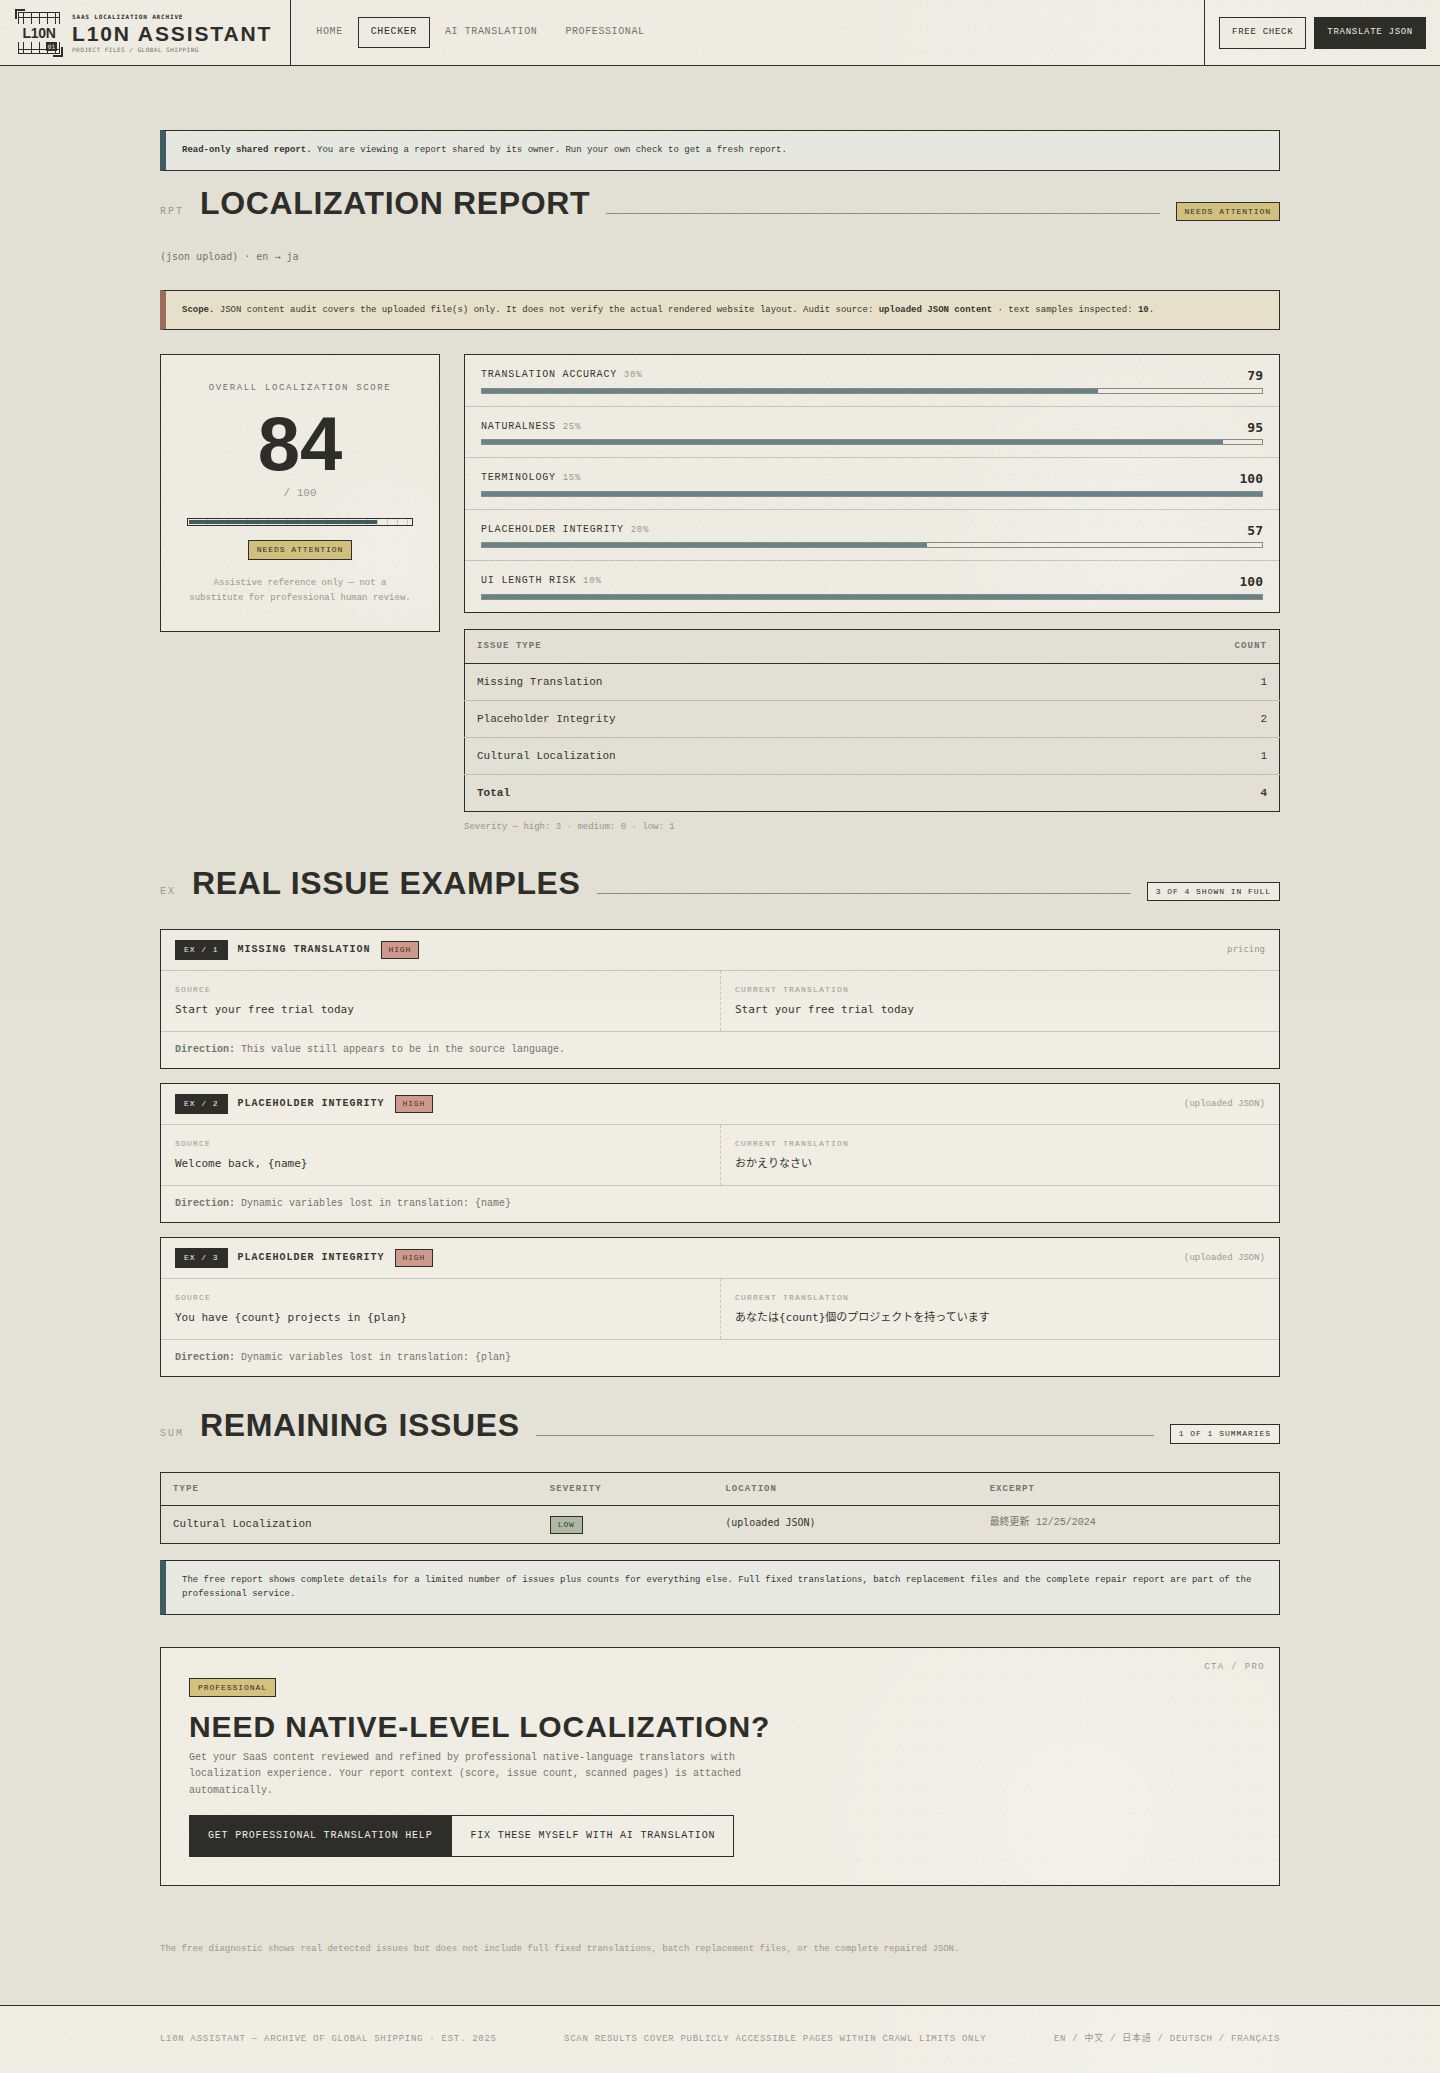 SAAS LOCALIZATION ARCHIVE
L10N
01
L10N ASSISTANT
PROJECT FILES / GLOBAL SHIPPING
HOME
CHECKER
AI TRANSLATION
PROFESSIONAL
FREE CHECK
TRANSLATE JSON
Read-only shared report. You are viewing a report shared by its owner. Run your own check to get a fresh report.
RPT
LOCALIZATION REPORT
NEEDS ATTENTION
(json upload) · en → ja
Scope. JSON content audit covers the uploaded file(s) only. It does not verify the actual rendered website layout. Audit source: uploaded JSON content · text samples inspected: 10.
OVERALL LOCALIZATION SCORE
84
/ 100
NEEDS ATTENTION
Assistive reference only — not a
substitute for professional human review.
TRANSLATION ACCURACY 30%
79
NATURALNESS 25%
95
TERMINOLOGY 15%
100
PLACEHOLDER INTEGRITY 20%
57
UI LENGTH RISK 10%
100
ISSUE TYPE COUNT
Missing Translation 1
Placeholder Integrity 2
Cultural Localization 1
Total 4
Severity — high: 3 · medium: 0 · low: 1
EX
REAL ISSUE EXAMPLES
3 OF 4 SHOWN IN FULL
EX / 1 MISSING TRANSLATION HIGH pricing
SOURCE
Start your free trial today
CURRENT TRANSLATION
Start your free trial today
Direction: This value still appears to be in the source language.
EX / 2 PLACEHOLDER INTEGRITY HIGH (uploaded JSON)
SOURCE
Welcome back, {name}
CURRENT TRANSLATION
おかえりなさい
Direction: Dynamic variables lost in translation: {name}
EX / 3 PLACEHOLDER INTEGRITY HIGH (uploaded JSON)
SOURCE
You have {count} projects in {plan}
CURRENT TRANSLATION
あなたは{count}個のプロジェクトを持っています
Direction: Dynamic variables lost in translation: {plan}
SUM
REMAINING ISSUES
1 OF 1 SUMMARIES
TYPE SEVERITY LOCATION EXCERPT
Cultural Localization LOW (uploaded JSON) 最終更新 12/25/2024
The free report shows complete details for a limited number of issues plus counts for everything else. Full fixed translations, batch replacement files and the complete repair report are part of the
professional service.
CTA / PRO
PROFESSIONAL
NEED NATIVE-LEVEL LOCALIZATION?
Get your SaaS content reviewed and refined by professional native-language translators with
localization experience. Your report context (score, issue count, scanned pages) is attached
automatically.
GET PROFESSIONAL TRANSLATION HELP
FIX THESE MYSELF WITH AI TRANSLATION
The free diagnostic shows real detected issues but does not include full fixed translations, batch replacement files, or the complete repaired JSON.
L10N ASSISTANT — ARCHIVE OF GLOBAL SHIPPING · EST. 2025
SCAN RESULTS COVER PUBLICLY ACCESSIBLE PAGES WITHIN CRAWL LIMITS ONLY
EN / 中文 / 日本語 / DEUTSCH / FRANÇAIS